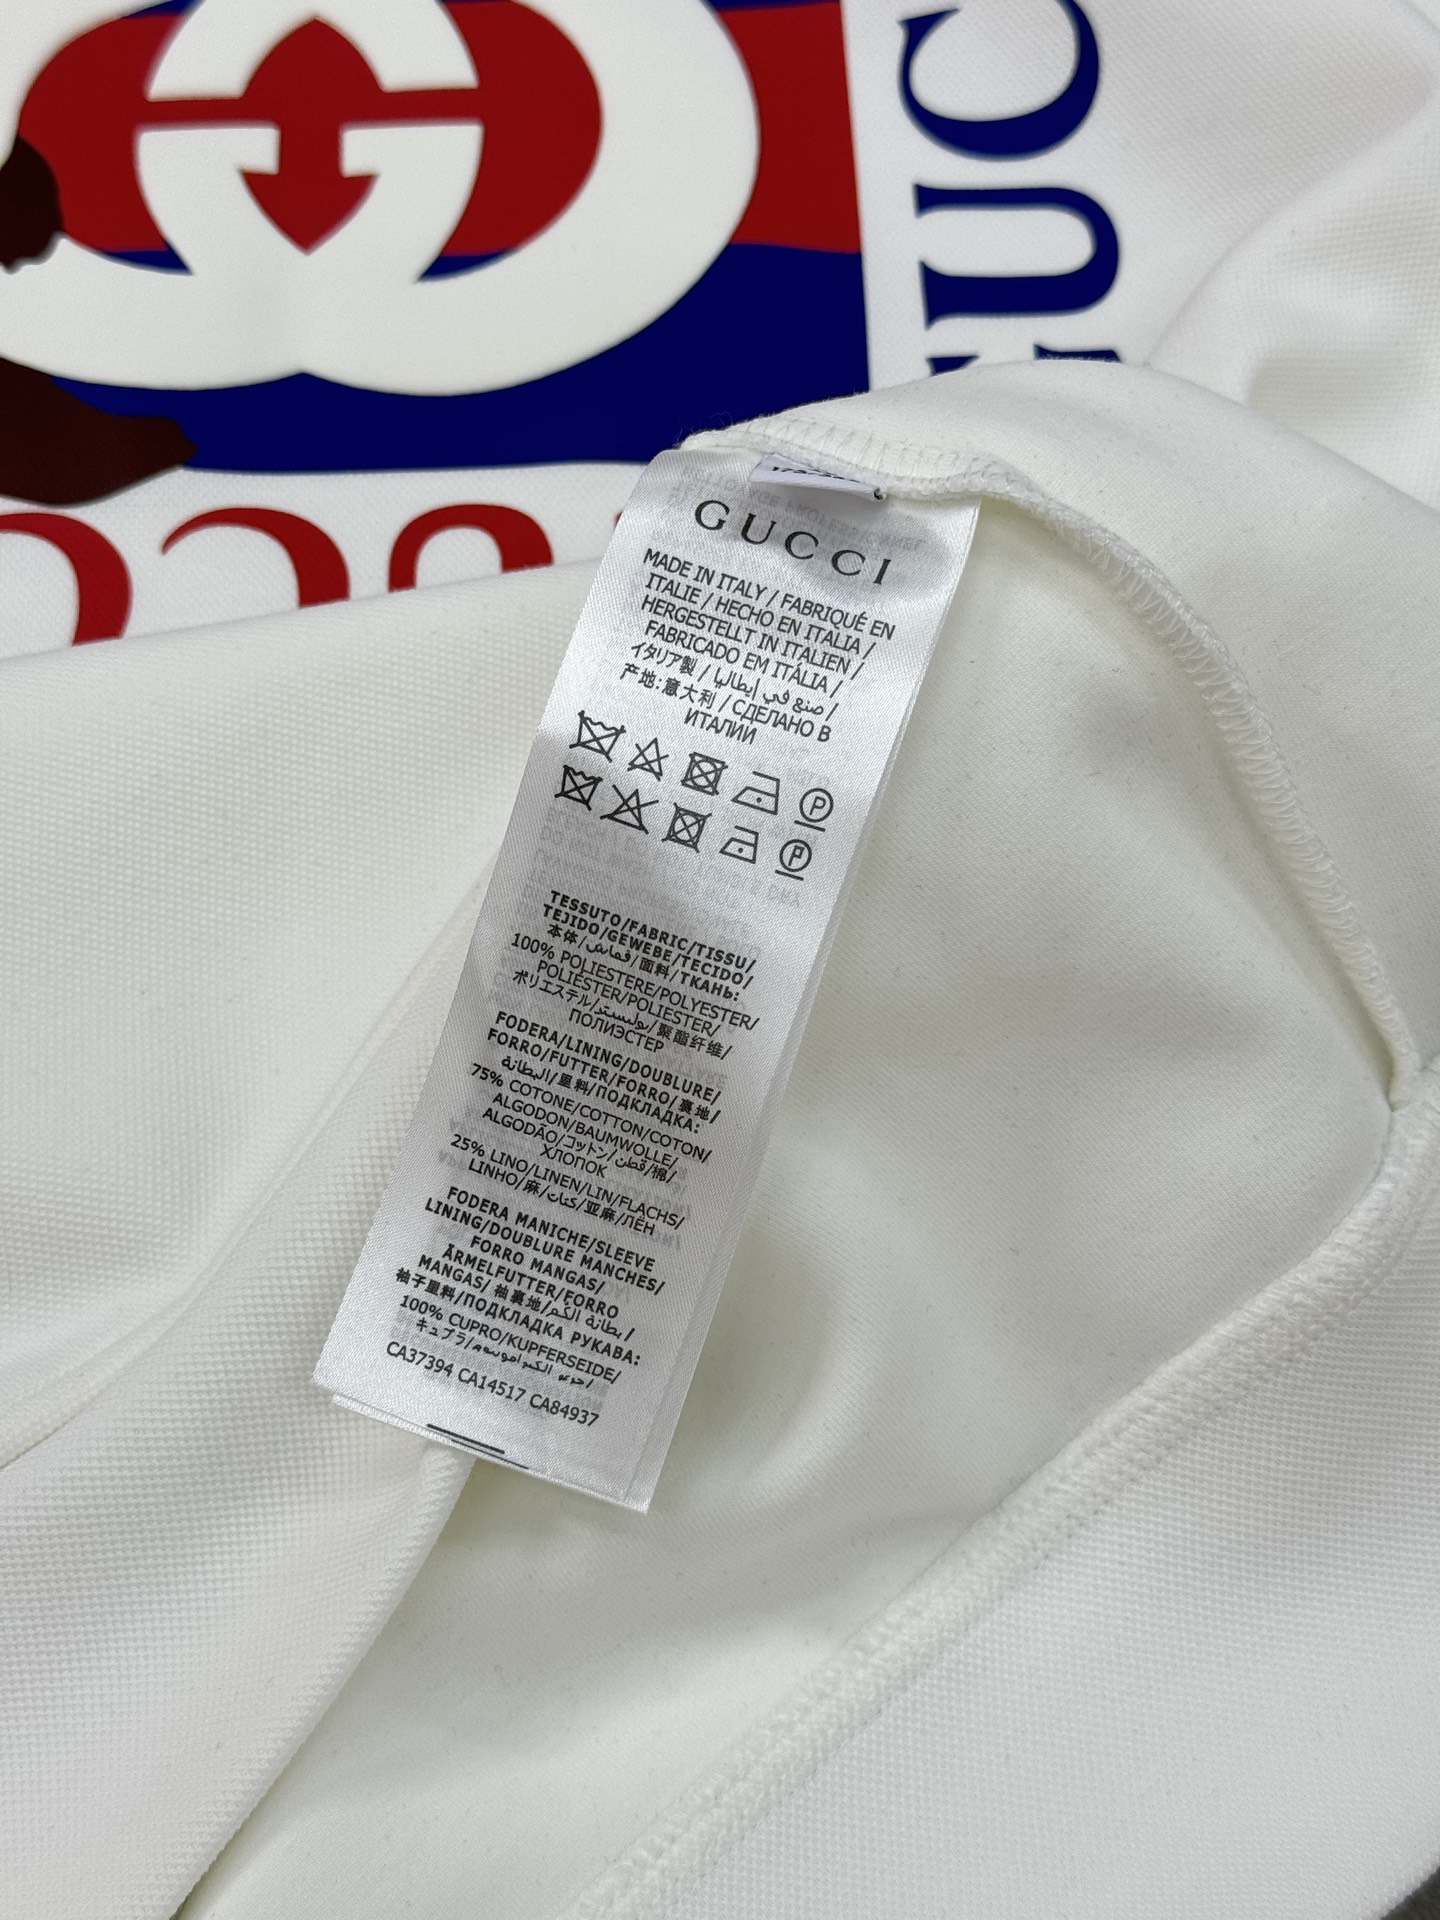 GUC
GUCCI
MADE IN ITALY / FABRIQUÉ EN
ITALIE / HECHO EN ITALIA /
HERGESTELLT IN ITALIEN /
FABRICADO EM ITÁLIA /
イタリア製 / صنع في إيطاليا /
产地:意大利 / СДЕЛАНО В
ИТАЛИИ
P
P
TESSUTO/FABRIC/TISSU/
TEJIDO/GEWEBE/TECIDO/
本体/قماش/面料/ТКАНЬ:
100% POLIESTERE/POLYESTER/
POLIÉSTER/POLIESTER/
ポリエステル/بوليستر/聚酯纤维/
ПОЛИЭСТЕР
FODERA/LINING/DOUBLURE/
FORRO/FUTTER/FORRO/裏地/
البطانة/里料/ПОДКЛАДКА:
75% COTONE/COTTON/COTON/
ALGODON/BAUMWOLLE/
ALGODÃO/コットン/قطن/棉/
ХЛОПОК
25% LINO/LINEN/LIN/FLACHS/
LINHO/麻/كتان/亚麻/ЛЁН
FODERA MANICHE/SLEEVE
LINING/DOUBLURE MANCHES/
FORRO MANGAS/
ÄRMELFUTTER/FORRO
MANGAS/ 袖裏地/بطانة الكم/
袖子里料/ПОДКЛАДКА РУКАВА:
100% CUPRO/KUPFERSEIDE/
キュプラ/
CA37394 CA14517 CA84937